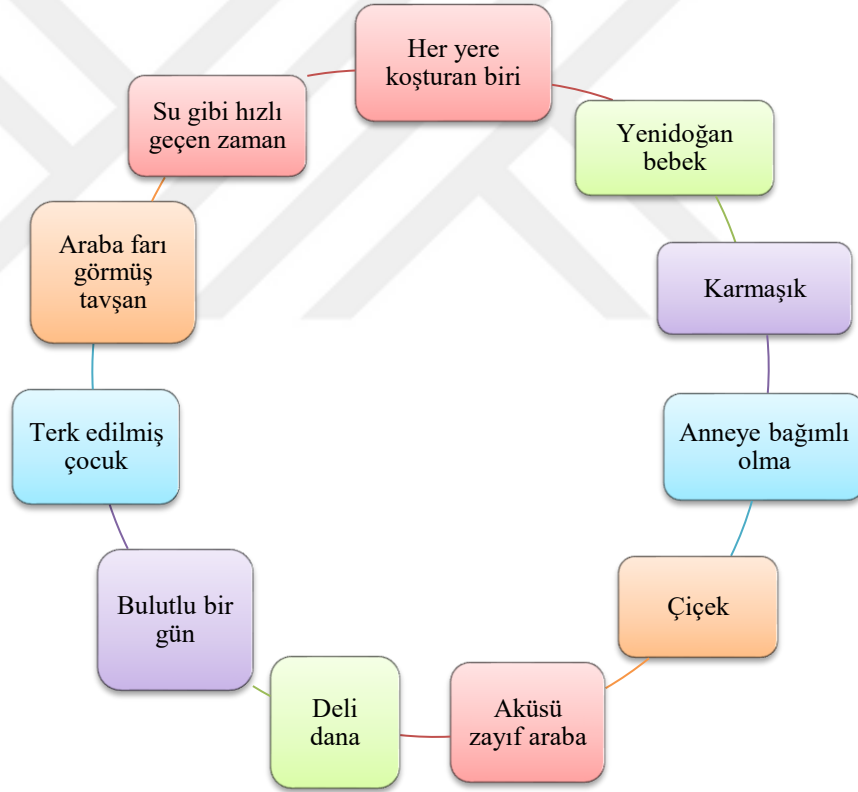 Her yere
koşturan biri
Yenidoğan
bebek
Karmaşık
Anneye bağımlı
olma
Çiçek
Aküsü
zayıf araba
Deli
dana
Bulutlu bir
gün
Terk edilmiş
çocuk
Araba farı
görmüş
tavşan
Su gibi hızlı
geçen zaman